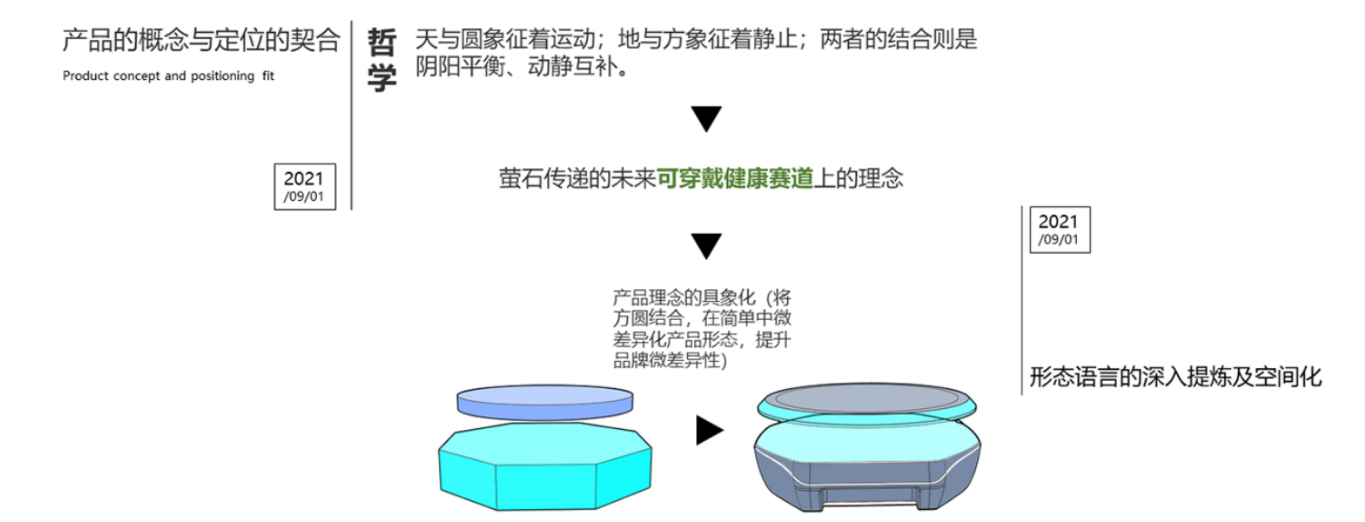 产品的概念与定位的契合
Product concept and positioning fit
2021
/09/01
哲学
天与圆象征着运动；地与方象征着静止；两者的结合则是
阴阳平衡、动静互补。
萤石传递的未来可穿戴健康赛道上的理念
产品理念的具象化（将
方圆结合，在简单中微
差异化产品形态，提升
品牌微差异性）
2021
/09/01
形态语言的深入提炼及空间化